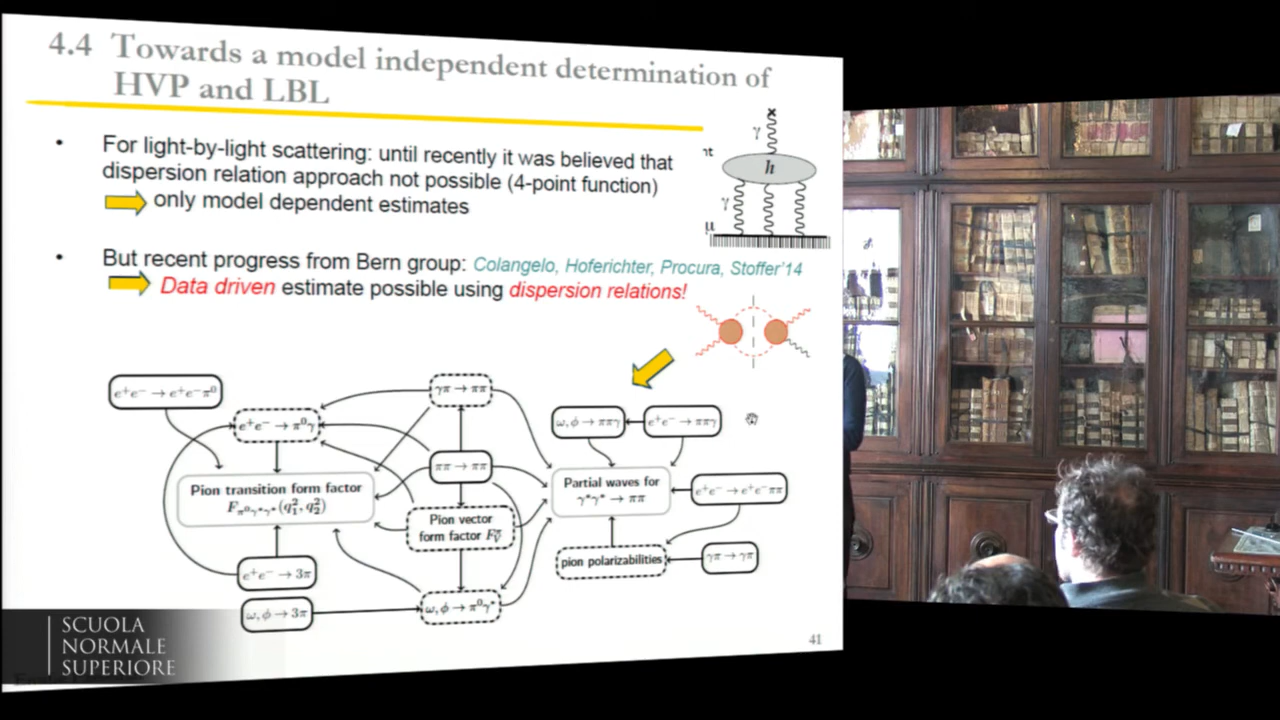 4.4 Towards a model independent determination of
HVP and LBL
• For light-by-light scattering: until recently it was believed that
dispersion relation approach not possible (4-point function)
only model dependent estimates
• But recent progress from Bern group: Colangelo, Hoferichter, Procura, Stoffer'14
Data driven estimate possible using dispersion relations!
γ
nt
h
γ
μ
e⁺e⁻ → e⁺e⁻π⁰
γπ → ππ
e⁺e⁻ → π⁰γ
ω, φ → ππγ
e⁺e⁻ → ππγ
ππ → ππ
Pion transition form factor
F_{π⁰γ*γ*}(q₁², q₂²)
Partial waves for
γ*γ* → ππ
e⁺e⁻ → e⁺e⁻ππ
Pion vector
form factor F_V^π
e⁺e⁻ → 3π
pion polarizabilities
γπ → γπ
ω, φ → 3π
ω, φ → π⁰γ*
41
SCUOLA
NORMALE
SUPERIORE